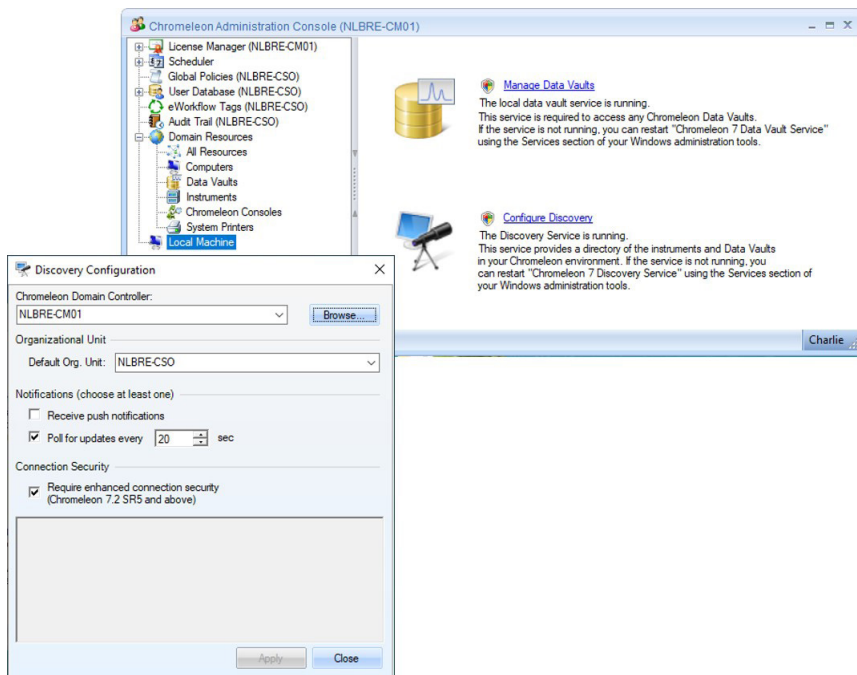 Chromeleon Administration Console (NLBRE-CM01)
License Manager (NLBRE-CM01)
Scheduler
Global Policies (NLBRE-CSO)
User Database (NLBRE-CSO)
eWorkflow Tags (NLBRE-CSO)
Audit Trail (NLBRE-CSO)
Domain Resources
All Resources
Computers
Data Vaults
Instruments
Chromeleon Consoles
System Printers
Local Machine
Manage Data Vaults
The local data vault service is running.
This service is required to access any Chromeleon Data Vaults.
If the service is not running, you can restart "Chromeleon 7 Data Vault Service"
using the Services section of your Windows administration tools.
Configure Discovery
The Discovery Service is running.
This service provides a directory of the instruments and Data Vaults
in your Chromeleon environment. If the service is not running, you
can restart "Chromeleon 7 Discovery Service" using the Services section of
your Windows administration tools.
Charlie
Discovery Configuration
Chromeleon Domain Controller:
NLBRE-CM01
Browse...
Organizational Unit
Default Org. Unit: NLBRE-CSO
Notifications (choose at least one)
Receive push notifications
Poll for updates every 20 sec
Connection Security
Require enhanced connection security
(Chromeleon 7.2 SR5 and above)
Apply Close